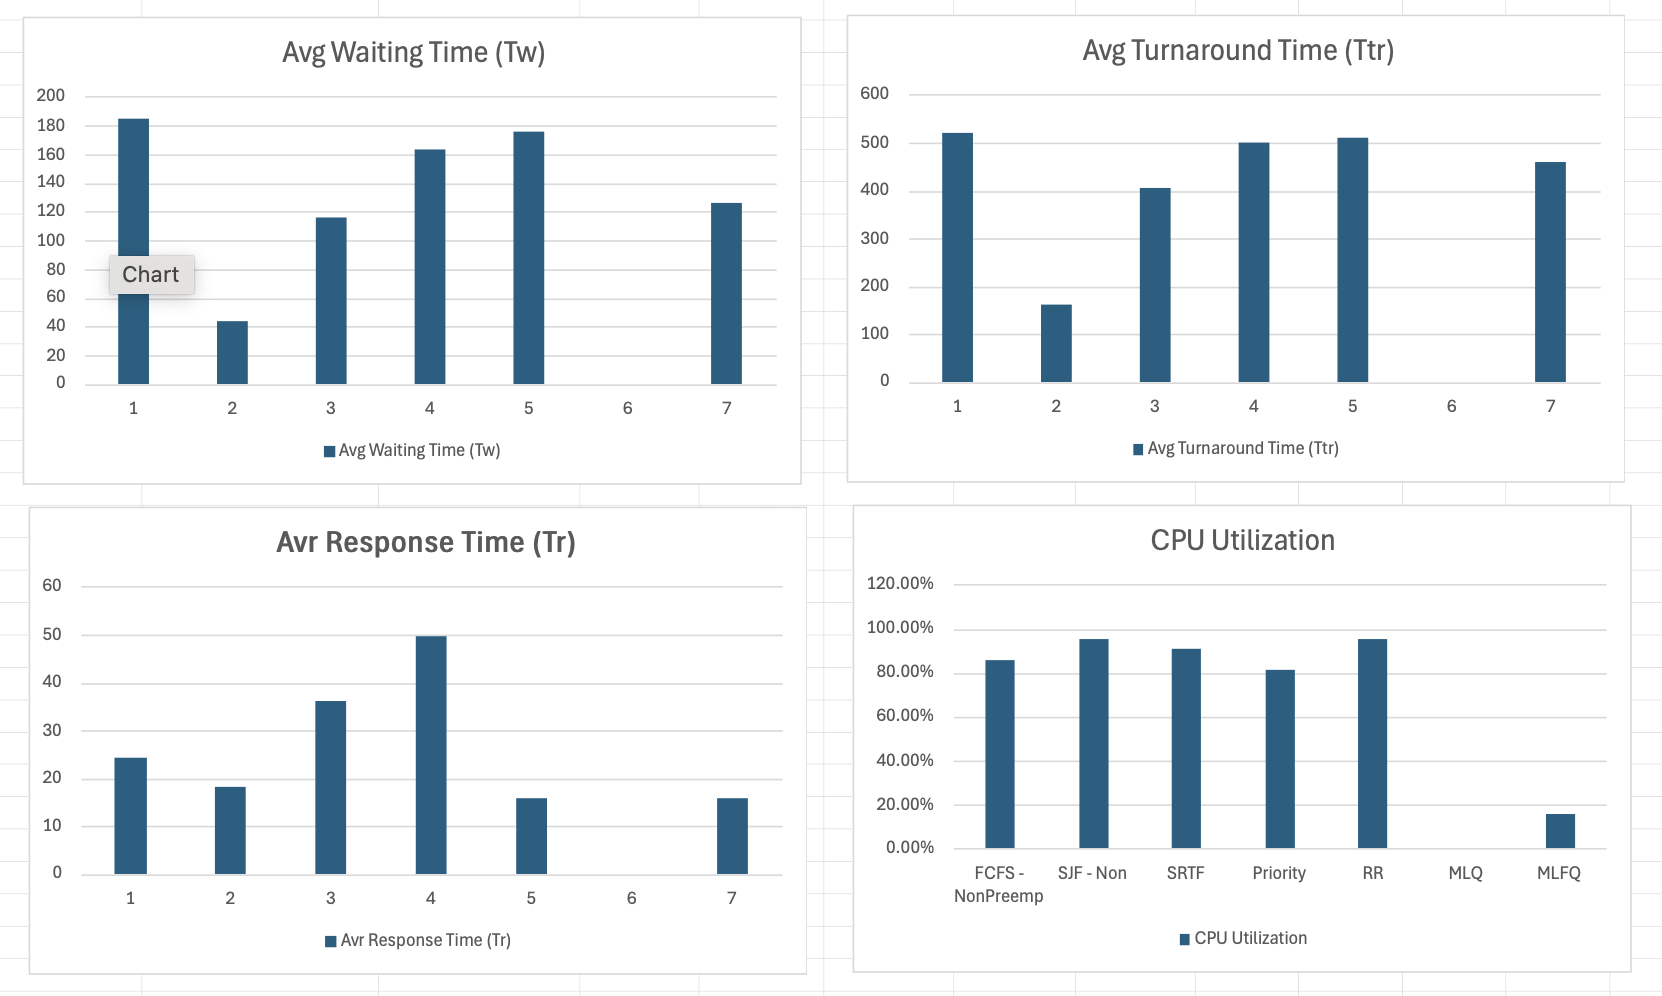 Avg Waiting Time (Tw)
200
180
160
140
120
100
80
60
40
20
0
Chart
1 2 3 4 5 6 7
Avg Waiting Time (Tw)
Avg Turnaround Time (Ttr)
600
500
400
300
200
100
0
1 2 3 4 5 6 7
Avg Turnaround Time (Ttr)
Avr Response Time (Tr)
60
50
40
30
20
10
0
1 2 3 4 5 6 7
Avr Response Time (Tr)
CPU Utilization
120.00%
100.00%
80.00%
60.00%
40.00%
20.00%
0.00%
FCFS - SJF - Non SRTF Priority RR MLQ MLFQ
NonPreemp
CPU Utilization